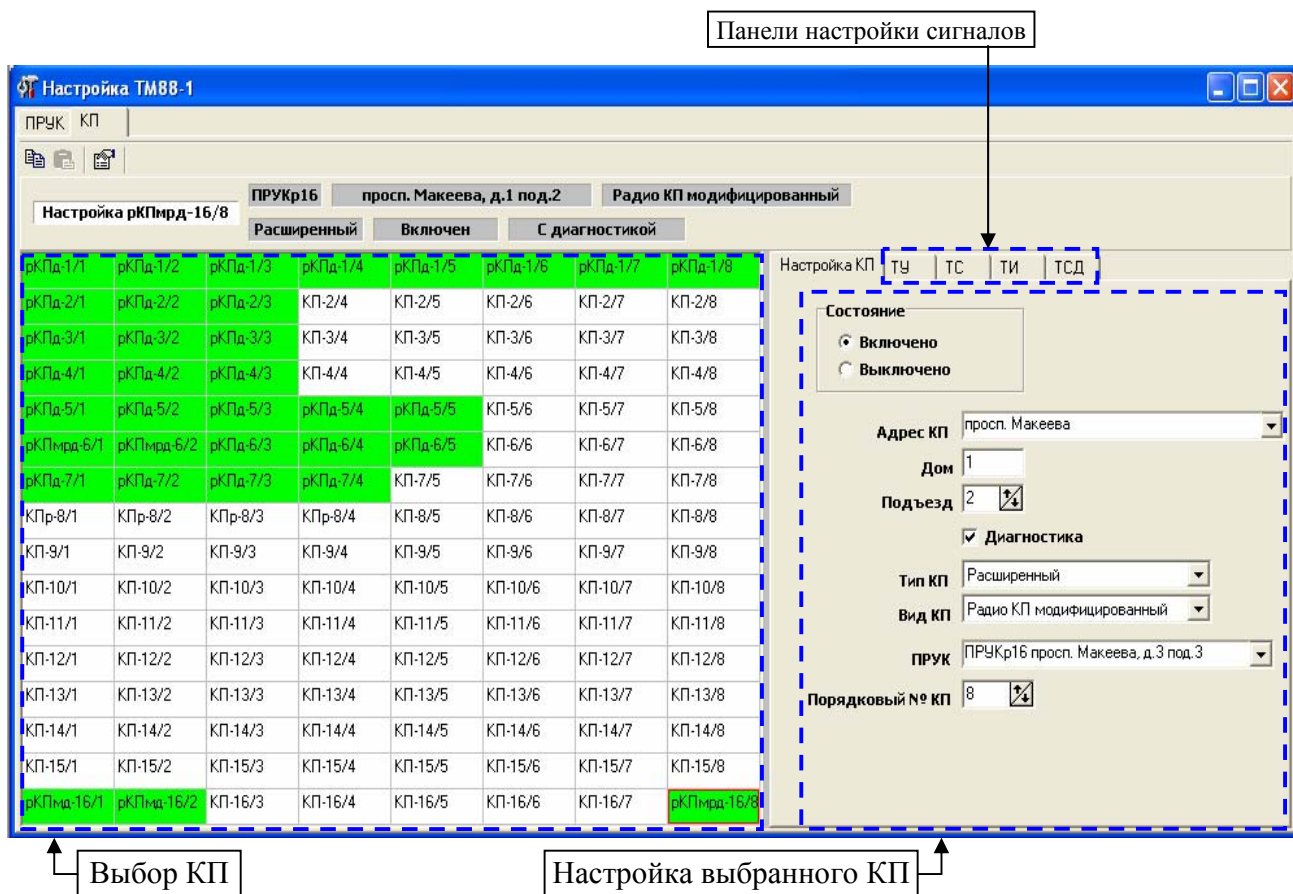 Панели настройки сигналов
Настройка ТМ88-1
ПРУК КП
Настройка рКПмрд-16/8
ПРУКр16 просп. Макеева, д.1 под.2 Радио КП модифицированный
Расширенный Включен С диагностикой
рКПд-1/1 рКПд-1/2 рКПд-1/3 рКПд-1/4 рКПд-1/5 рКПд-1/6 рКПд-1/7 рКПд-1/8
рКПд-2/1 рКПд-2/2 рКПд-2/3 КП-2/4 КП-2/5 КП-2/6 КП-2/7 КП-2/8
рКПд-3/1 рКПд-3/2 рКПд-3/3 КП-3/4 КП-3/5 КП-3/6 КП-3/7 КП-3/8
рКПд-4/1 рКПд-4/2 рКПд-4/3 КП-4/4 КП-4/5 КП-4/6 КП-4/7 КП-4/8
рКПд-5/1 рКПд-5/2 рКПд-5/3 рКПд-5/4 рКПд-5/5 КП-5/6 КП-5/7 КП-5/8
рКПмрд-6/1 рКПмрд-6/2 рКПд-6/3 рКПд-6/4 рКПд-6/5 КП-6/6 КП-6/7 КП-6/8
рКПд-7/1 рКПд-7/2 рКПд-7/3 рКПд-7/4 КП-7/5 КП-7/6 КП-7/7 КП-7/8
КПр-8/1 КПр-8/2 КПр-8/3 КПр-8/4 КП-8/5 КП-8/6 КП-8/7 КП-8/8
КП-9/1 КП-9/2 КП-9/3 КП-9/4 КП-9/5 КП-9/6 КП-9/7 КП-9/8
КП-10/1 КП-10/2 КП-10/3 КП-10/4 КП-10/5 КП-10/6 КП-10/7 КП-10/8
КП-11/1 КП-11/2 КП-11/3 КП-11/4 КП-11/5 КП-11/6 КП-11/7 КП-11/8
КП-12/1 КП-12/2 КП-12/3 КП-12/4 КП-12/5 КП-12/6 КП-12/7 КП-12/8
КП-13/1 КП-13/2 КП-13/3 КП-13/4 КП-13/5 КП-13/6 КП-13/7 КП-13/8
КП-14/1 КП-14/2 КП-14/3 КП-14/4 КП-14/5 КП-14/6 КП-14/7 КП-14/8
КП-15/1 КП-15/2 КП-15/3 КП-15/4 КП-15/5 КП-15/6 КП-15/7 КП-15/8
рКПмд-16/1 рКПмд-16/2 КП-16/3 КП-16/4 КП-16/5 КП-16/6 КП-16/7 рКПмрд-16/8
Настройка КП ТУ ТС ТИ ТСД
Состояние
Включено
Выключено
Адрес КП просп. Макеева
Дом 1
Подъезд 2
Диагностика
Тип КП Расширенный
Вид КП Радио КП модифицированный
ПРУК ПРУКр16 просп. Макеева, д.3 под.3
Порядковый № КП 8
Выбор КП
Настройка выбранного КП